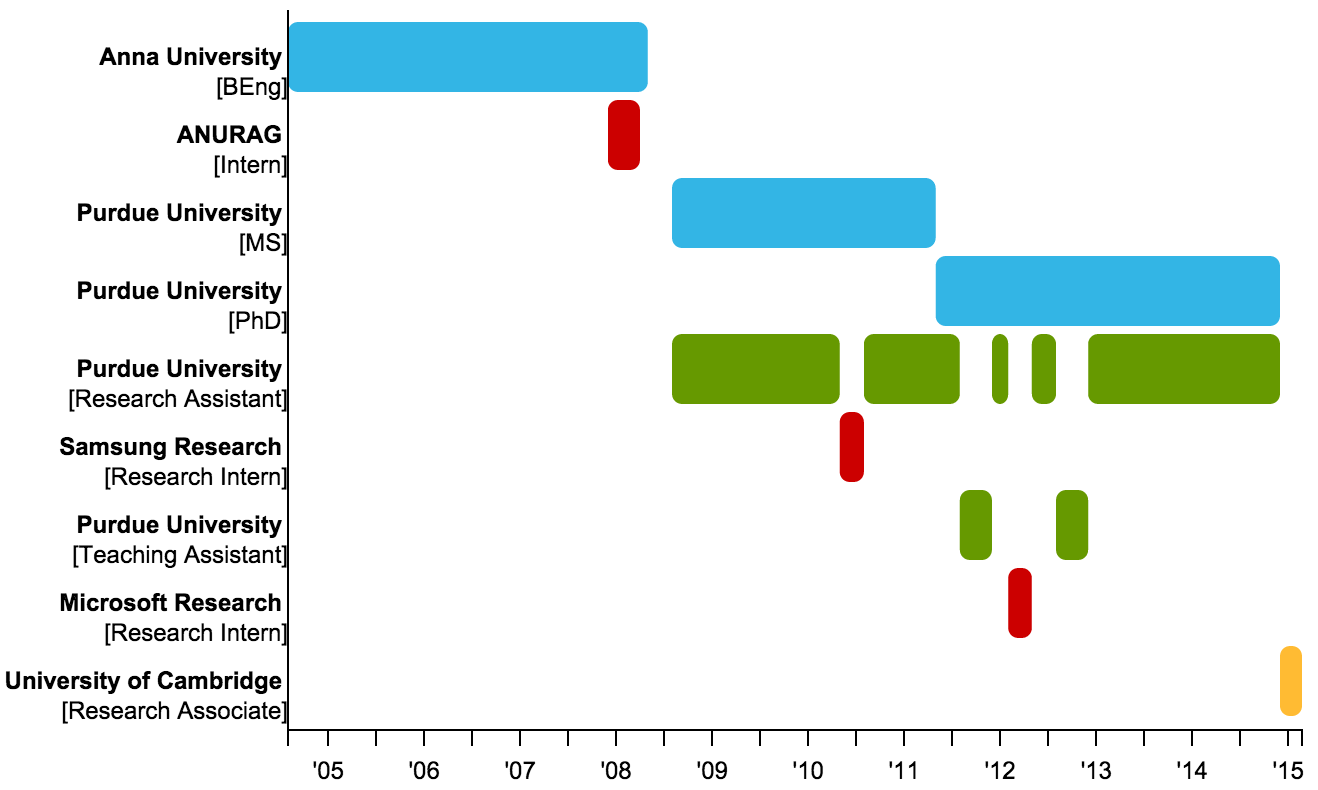 Anna University
[BEng]
ANURAG
[Intern]
Purdue University
[MS]
Purdue University
[PhD]
Purdue University
[Research Assistant]
Samsung Research
[Research Intern]
Purdue University
[Teaching Assistant]
Microsoft Research
[Research Intern]
University of Cambridge
[Research Associate]
'05 '06 '07 '08 '09 '10 '11 '12 '13 '14 '15